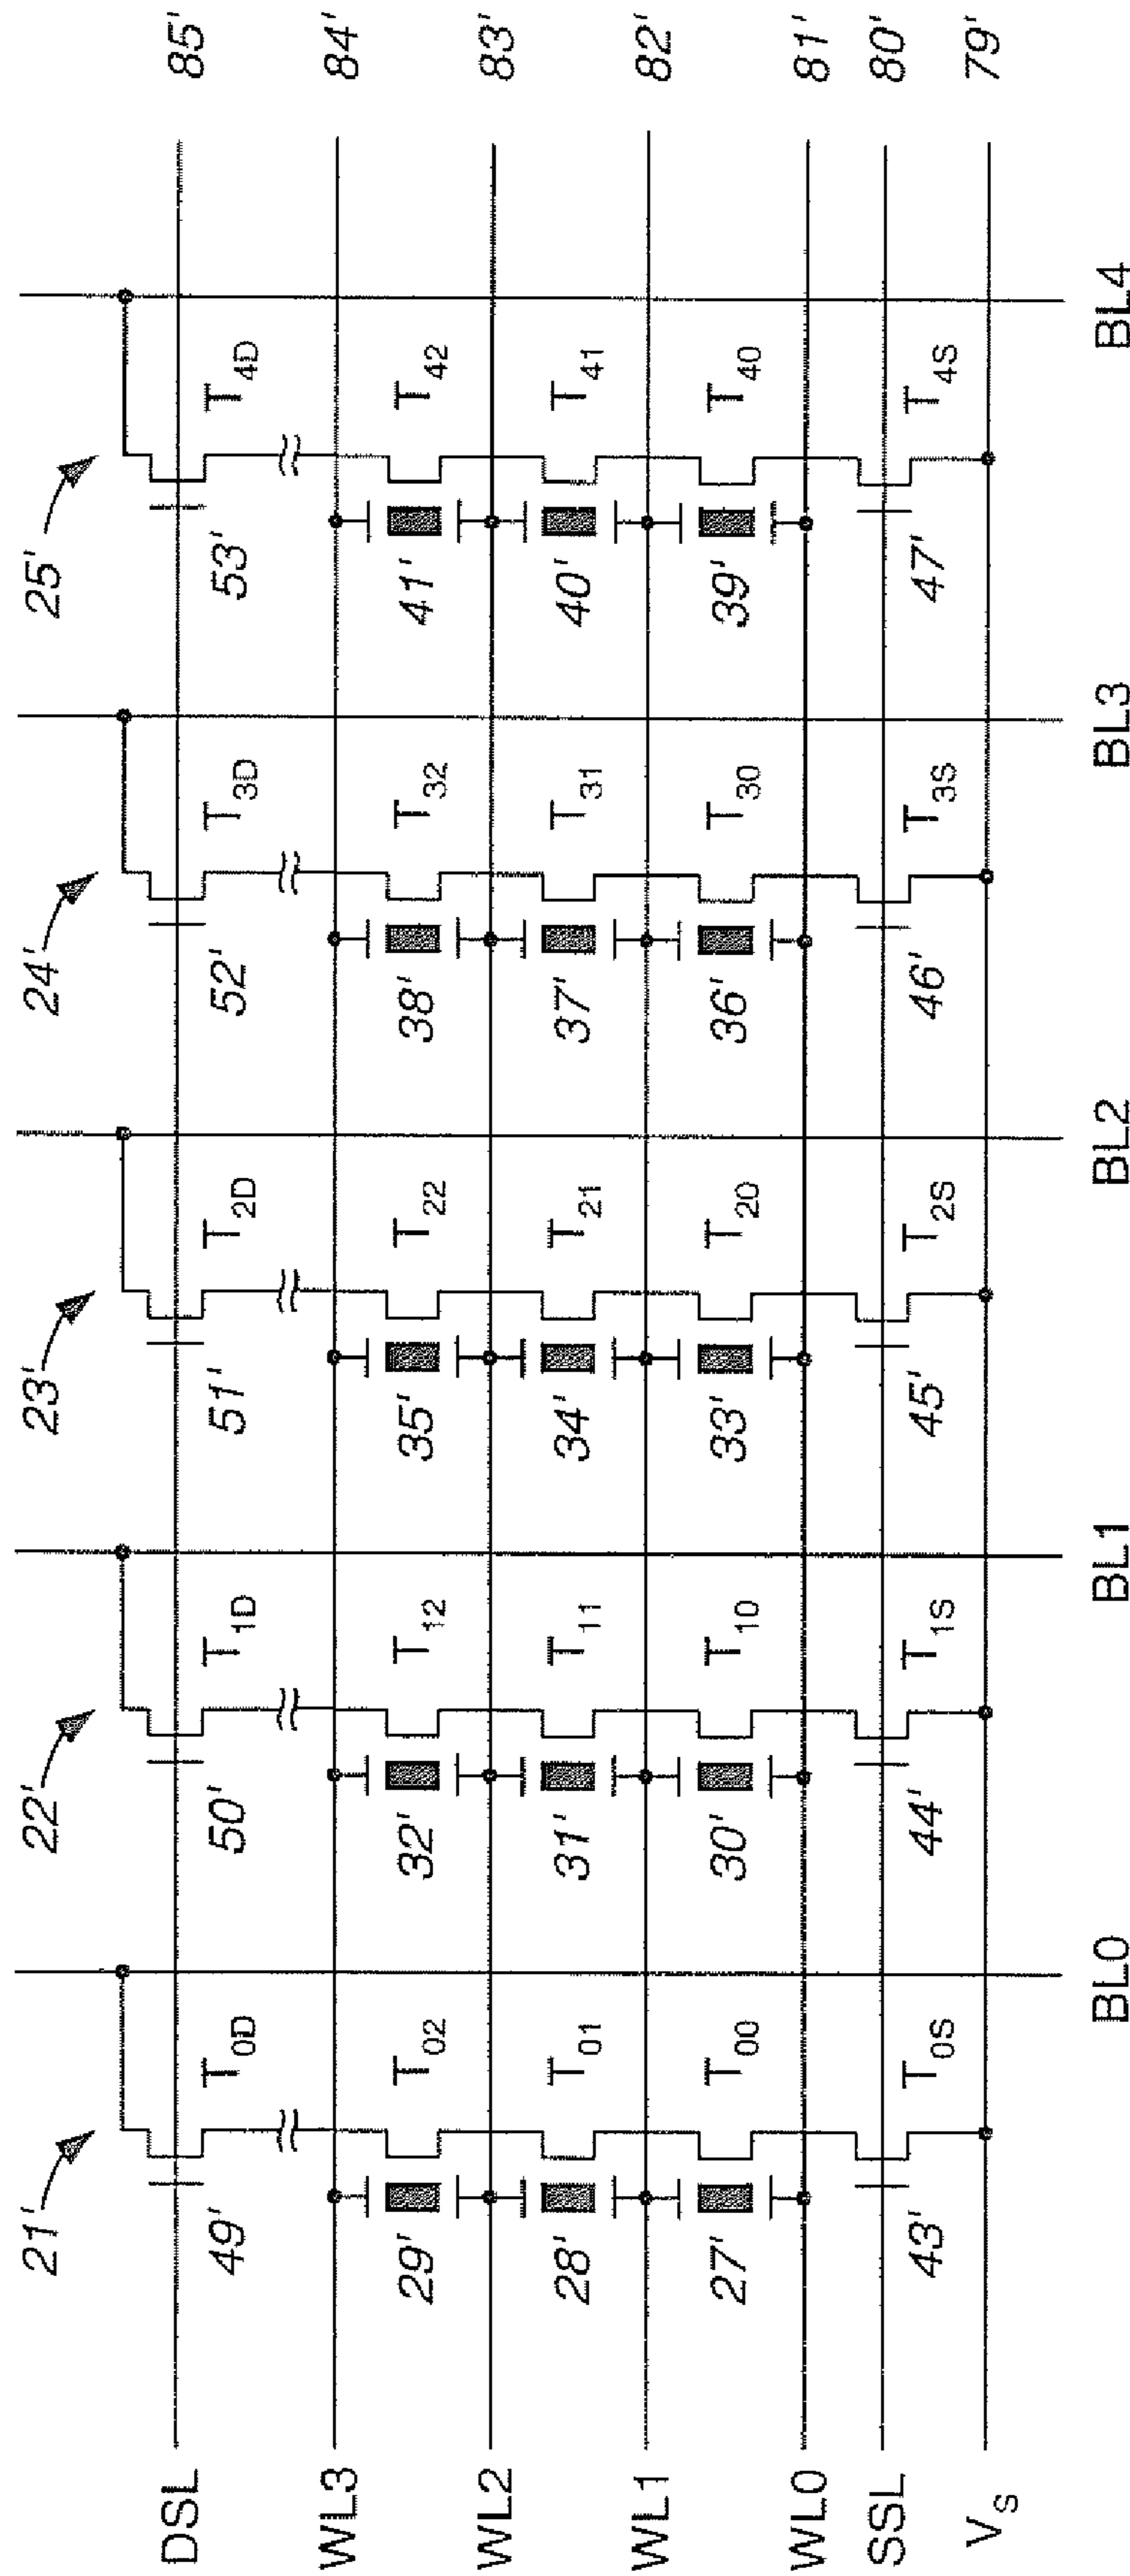 21' 22' 23' 24' 25'
DSL 85'
49' T0D 50' T1D 51' T2D 52' T3D 53' T4D
WL3 84'
29' T02 32' T12 35' T22 38' T32 41' T42
WL2 83'
28' T01 31' T11 34' T21 37' T31 40' T41
WL1 82'
27' T00 30' T10 33' T20 36' T30 39' T40
WL0 81'
SSL 80'
43' T0S 44' T1S 45' T2S 46' T3S 47' T4S
VS 79'
BL0 BL1 BL2 BL3 BL4